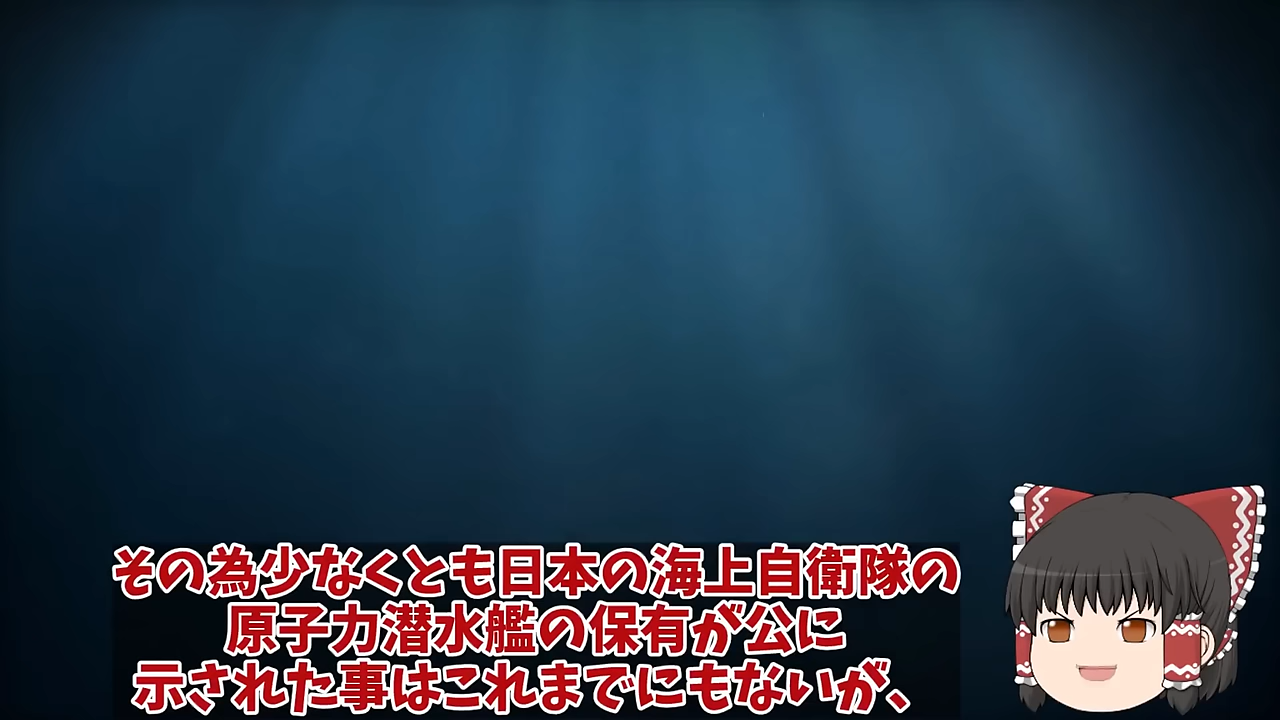 その為少なくとも日本の海上自衛隊の
原子力潜水艦の保有が公に
示された事はこれまでにもないが、